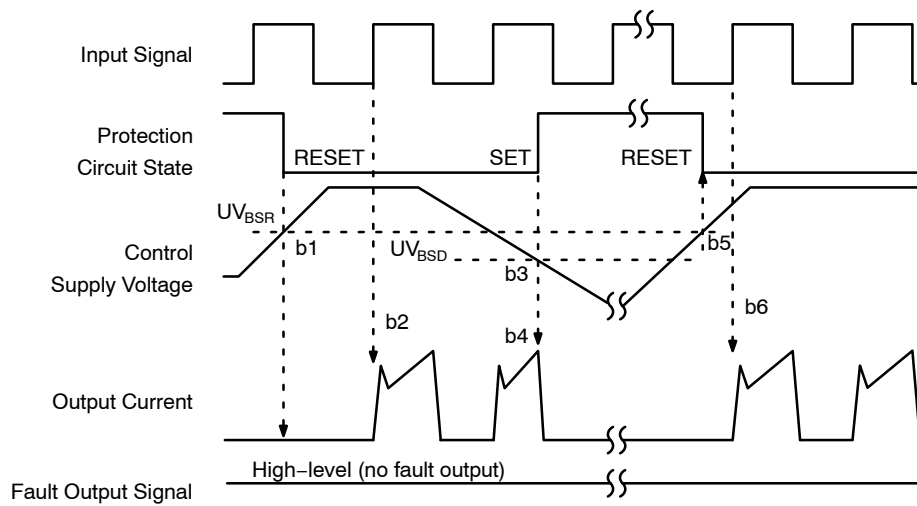 Input Signal
Protection
Circuit State
RESET
SET
RESET
UVBSR
b1
UVBSD
b3
b5
Control
Supply Voltage
b2
b4
b6
Output Current
High−level (no fault output)
Fault Output Signal